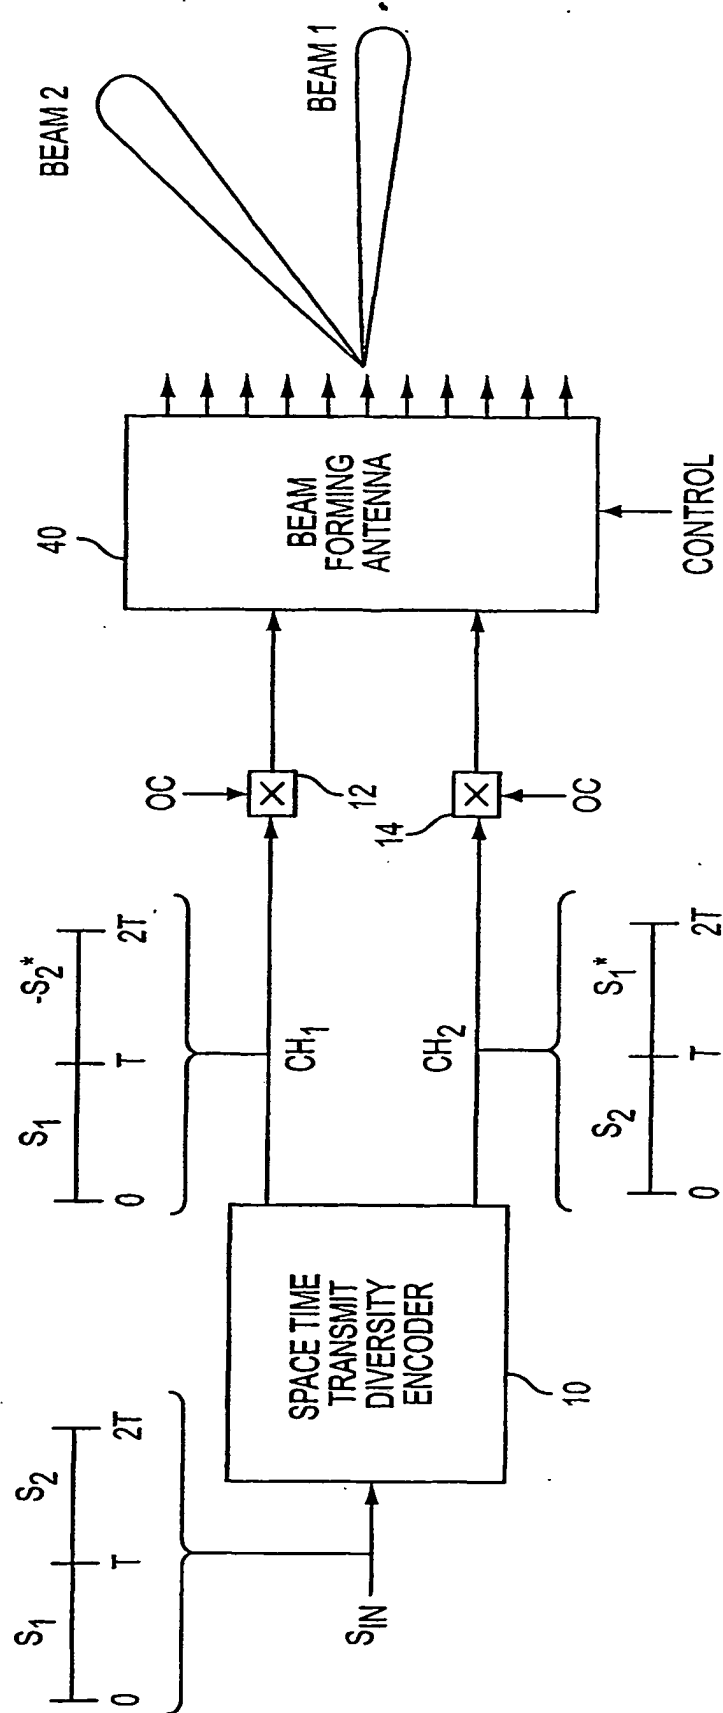 S1 S2
0 T 2T
SIN
SPACE TIME
TRANSMIT
DIVERSITY
ENCODER
10
S1 -S2*
0 T 2T
CH1
CH2
S2 S1*
0 T 2T
OC
12
14
OC
40
BEAM
FORMING
ANTENNA
CONTROL
BEAM 2
BEAM 1